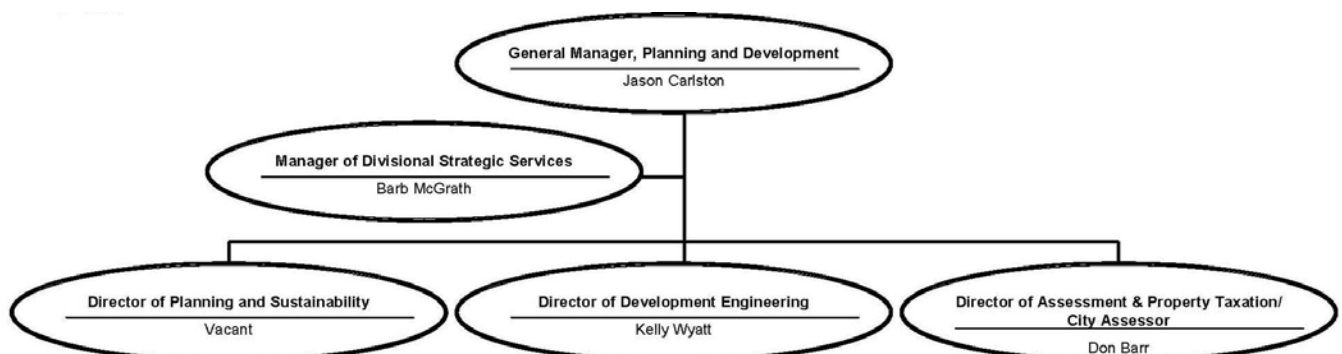 General Manager, Planning and Development
Jason Carlston
Manager of Divisional Strategic Services
Barb McGrath
Director of Planning and Sustainability
Vacant
Director of Development Engineering
Kelly Wyatt
Director of Assessment & Property Taxation/
City Assessor
Don Barr